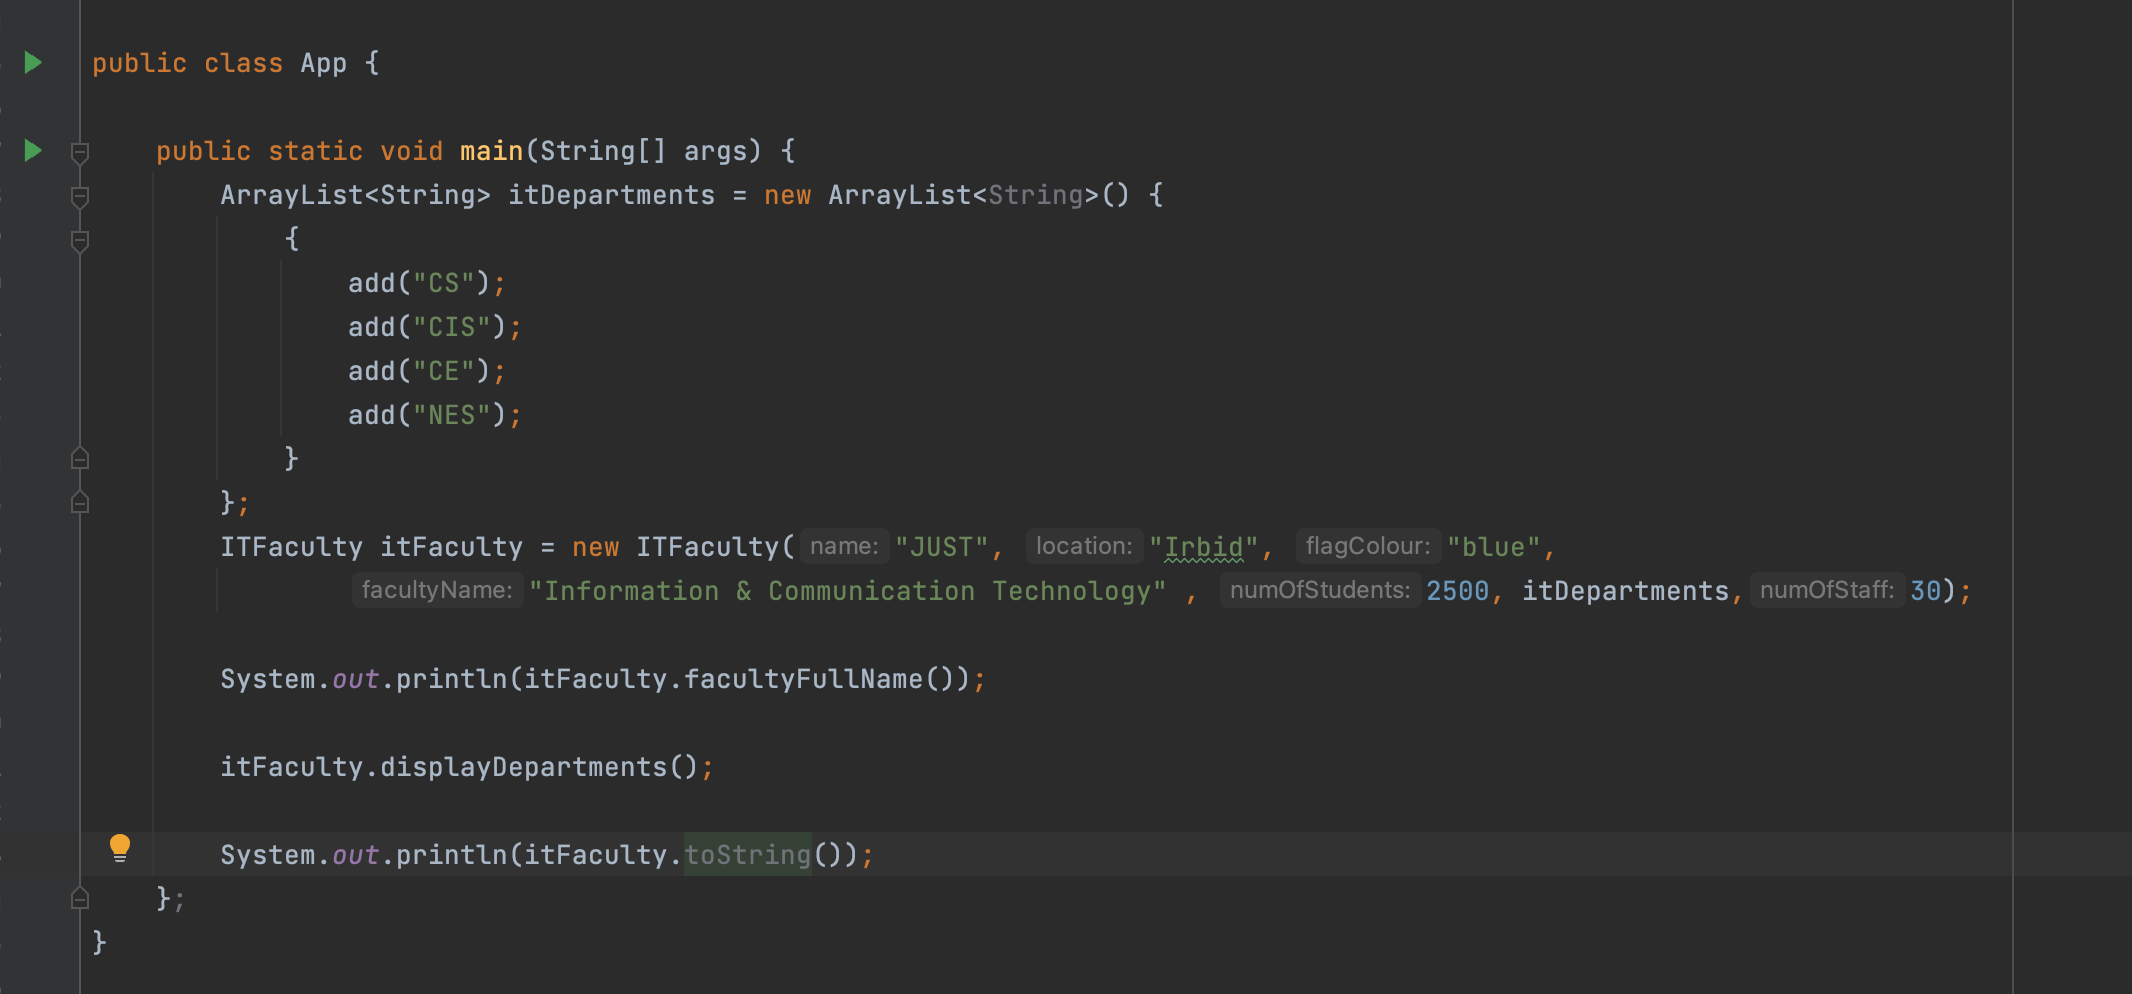 public class App {
public static void main(String[] args) {
ArrayList<String> itDepartments = new ArrayList<String>() {
{
add("CS");
add("CIS");
add("CE");
add("NES");
}
};
ITFaculty itFaculty = new ITFaculty( name: "JUST", location: "Irbid", flagColour: "blue",
facultyName: "Information & Communication Technology" , numOfStudents: 2500, itDepartments, numOfStaff: 30);
System.out.println(itFaculty.facultyFullName());
itFaculty.displayDepartments();
System.out.println(itFaculty.toString());
};
}